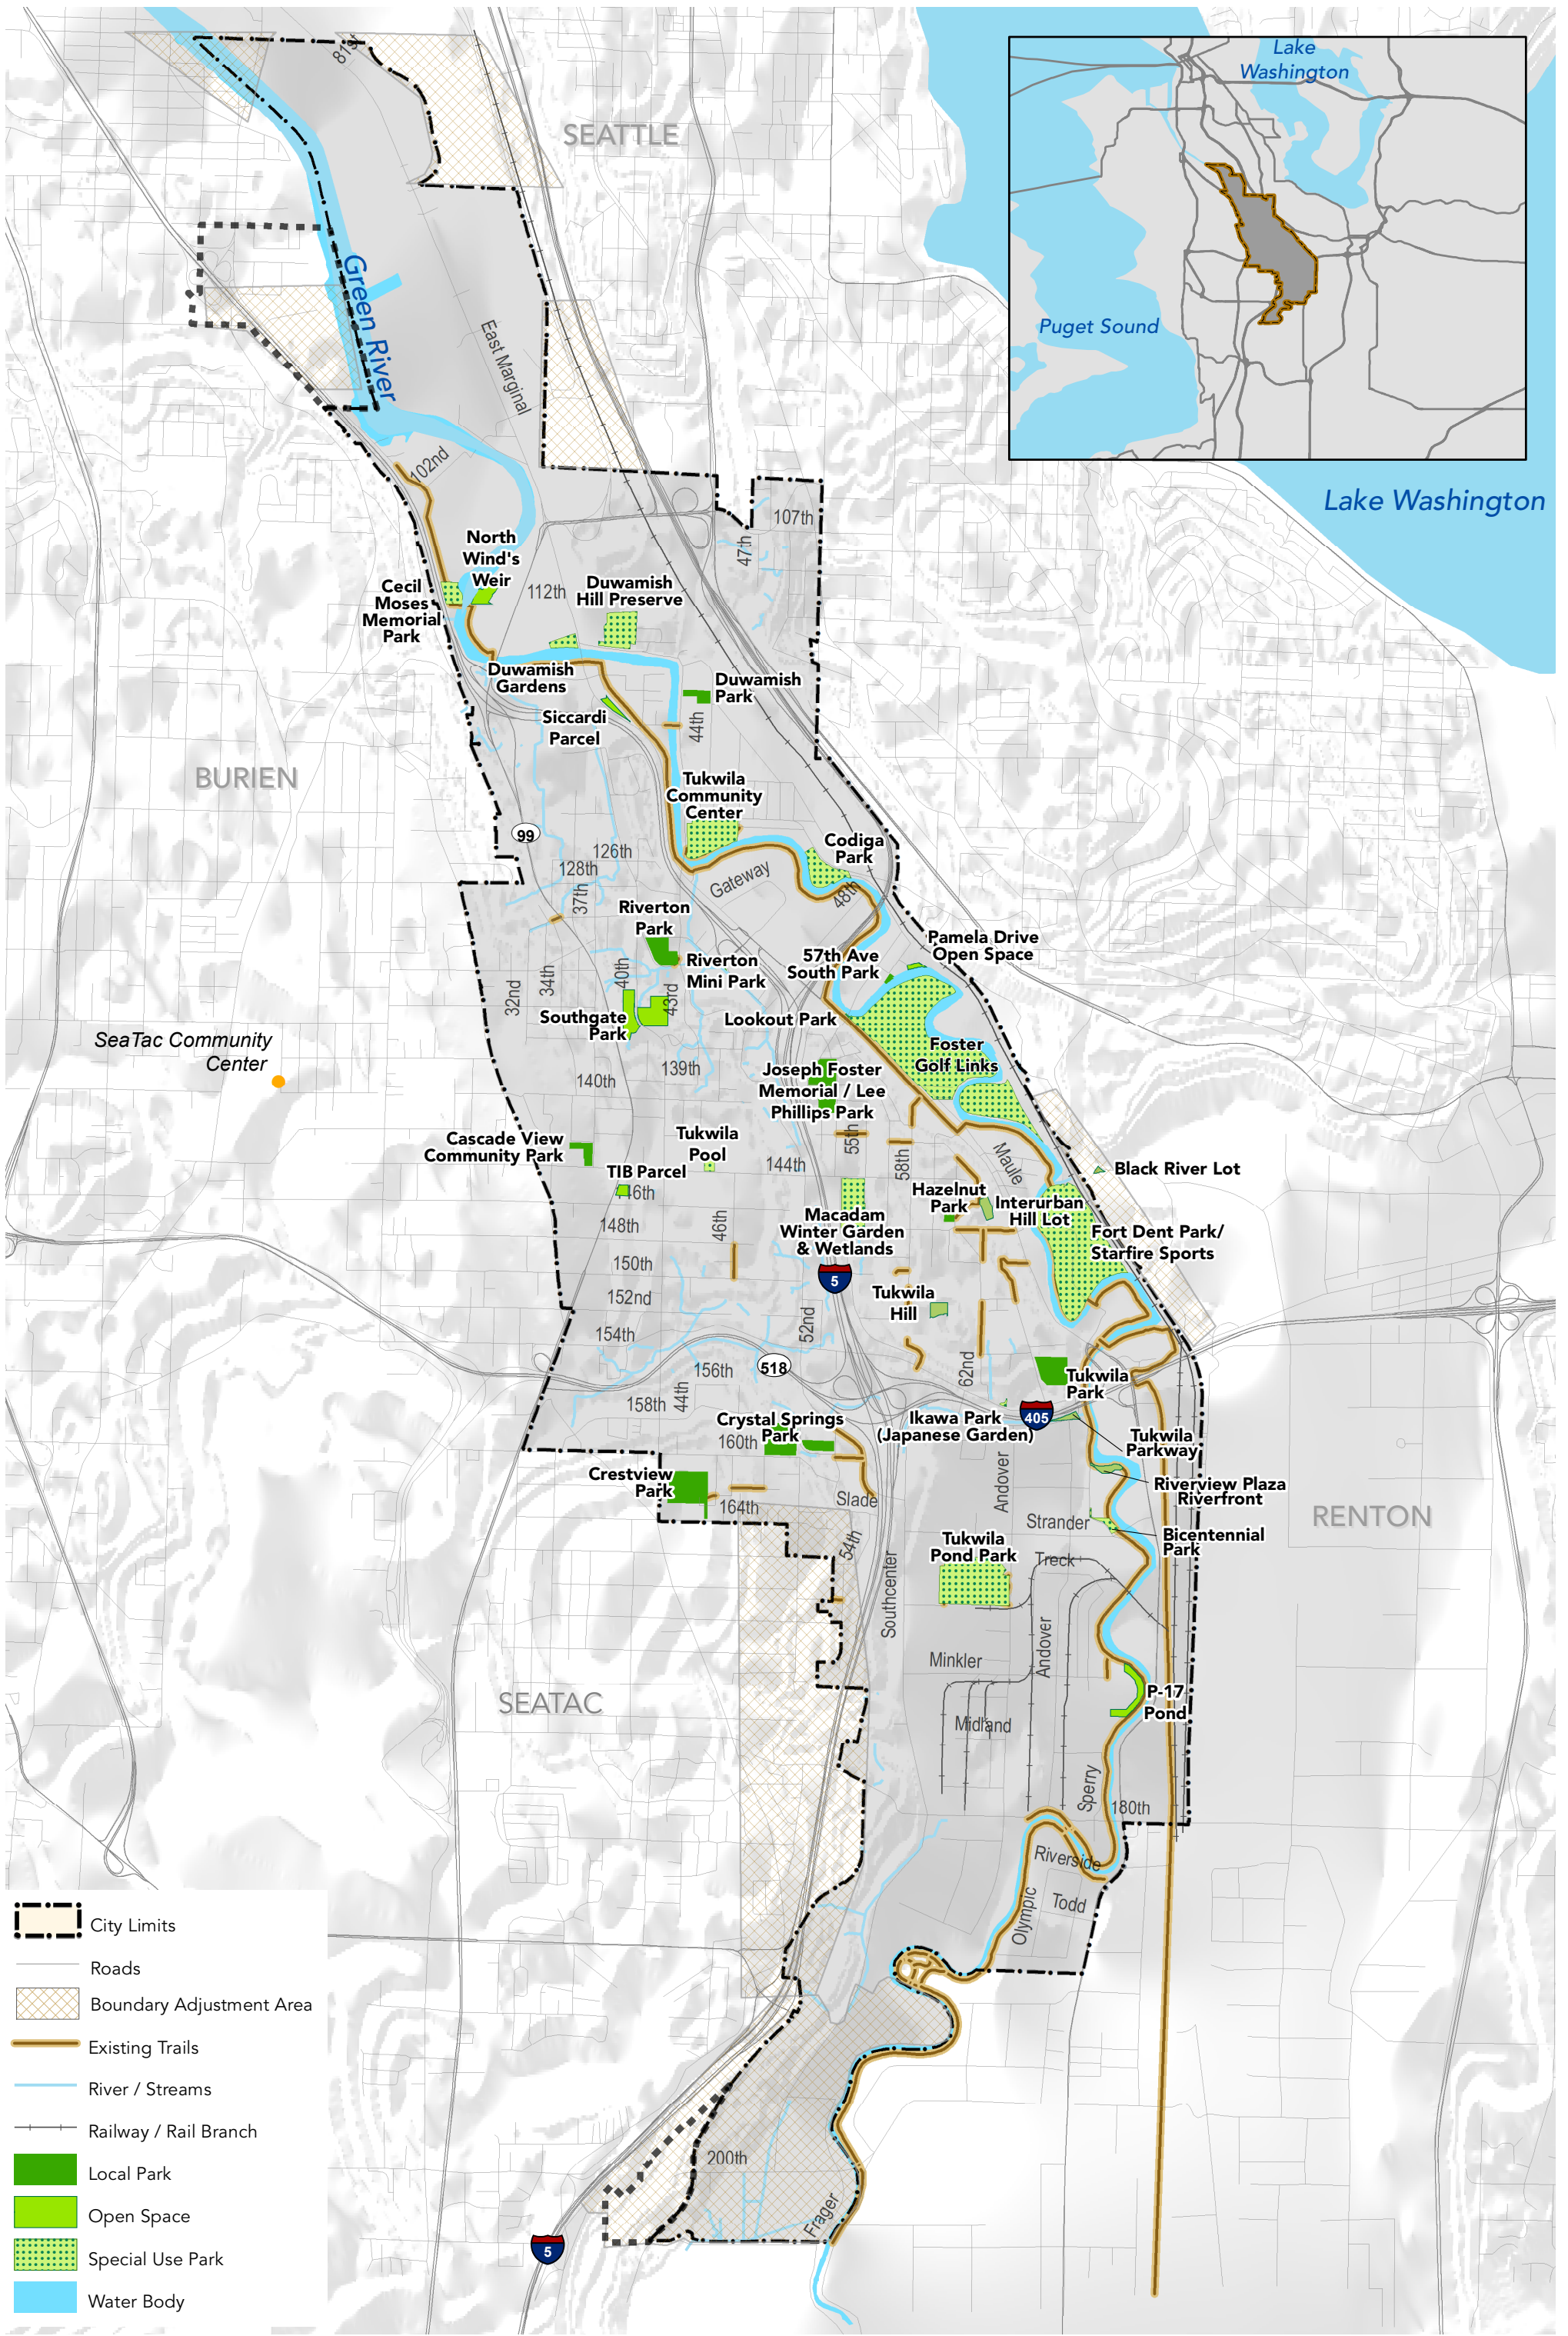 81st
SEATTLE
Lake
Washington
Puget Sound
Lake Washington
Green River
East Marginal
102nd
107th
47th
North
Wind's
Weir
Cecil
Moses
Memorial
Park
112th
Duwamish
Hill Preserve
Duwamish
Gardens
Duwamish
Park
Siccardi
Parcel
44th
BURIEN
Tukwila
Community
Center
99
Codiga
Park
126th
128th
37th
Gateway
48th
Riverton
Park
Riverton
Mini Park
57th Ave
South Park
Pamela Drive
Open Space
32nd
34th
40th
43rd
Southgate
Park
Lookout Park
SeaTac Community
Center
Foster
Golf Links
139th
140th
Joseph Foster
Memorial / Lee
Phillips Park
Cascade View
Community Park
Tukwila
Pool
144th
55th
58th
Maule
TIB Parcel
146th
Black River Lot
Hazelnut
Park
Interurban
Hill Lot
148th
46th
Macadam
Winter Garden
& Wetlands
Fort Dent Park/
Starfire Sports
150th
5
152nd
52nd
Tukwila
Hill
154th
156th
518
62nd
158th
44th
Tukwila
Park
Crystal Springs
Park
160th
Ikawa Park
(Japanese Garden)
405
Tukwila
Parkway
Crestview
Park
164th
Slade
Andover
Riverview Plaza
Riverfront
RENTON
54th
Southcenter
Strander
Bicentennial
Park
Tukwila
Pond Park
Treck
Minkler
Andover
SEATAC
Midland
P-17
Pond
Sperry
180th
Riverside
Olympic
Todd
200th
Frager
5
City Limits
Roads
Boundary Adjustment Area
Existing Trails
River / Streams
Railway / Rail Branch
Local Park
Open Space
Special Use Park
Water Body